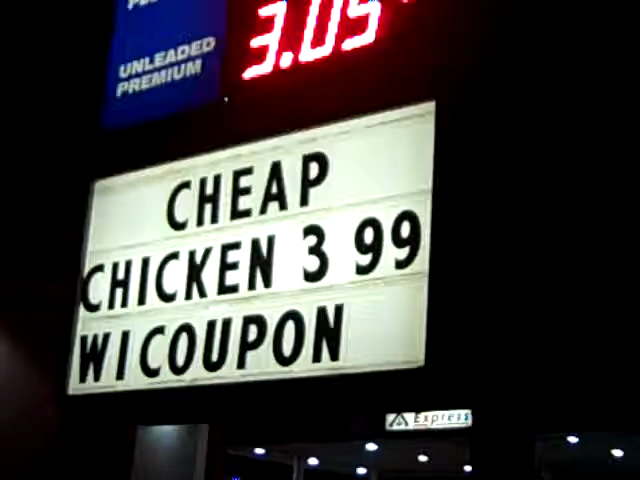 3.05
UNLEADED
PREMIUM
CHEAP
CHICKEN 3 99
WICOUPON
Express